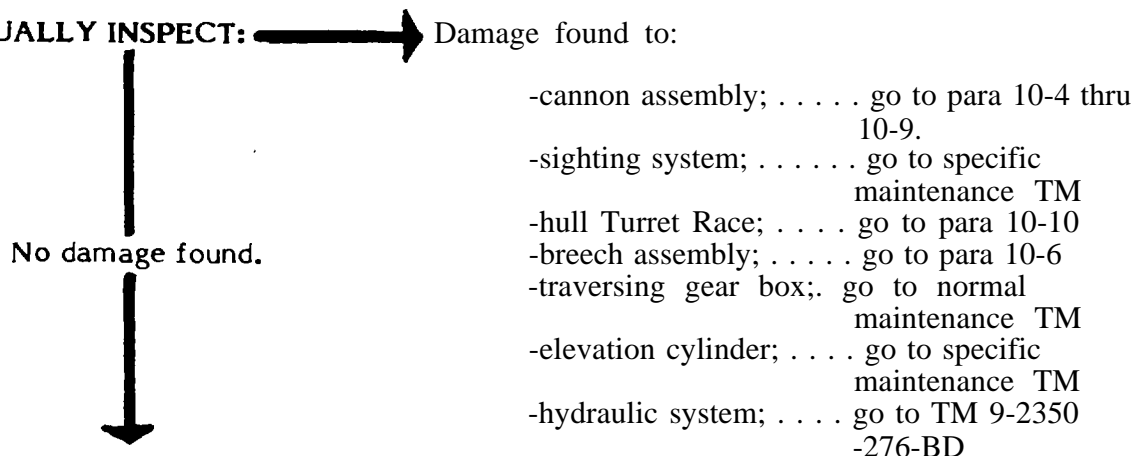 UALLY INSPECT: Damage found to:
-cannon assembly; . . . . . go to para 10-4 thru
10-9.
-sighting system; . . . . . . go to specific
maintenance TM
-hull Turret Race; . . . . go to para 10-10
No damage found.
-breech assembly; . . . . . go to para 10-6
-traversing gear box;. go to normal
maintenance TM
-elevation cylinder; . . . . go to specific
maintenance TM
-hydraulic system; . . . . go to TM 9-2350
-276-BD